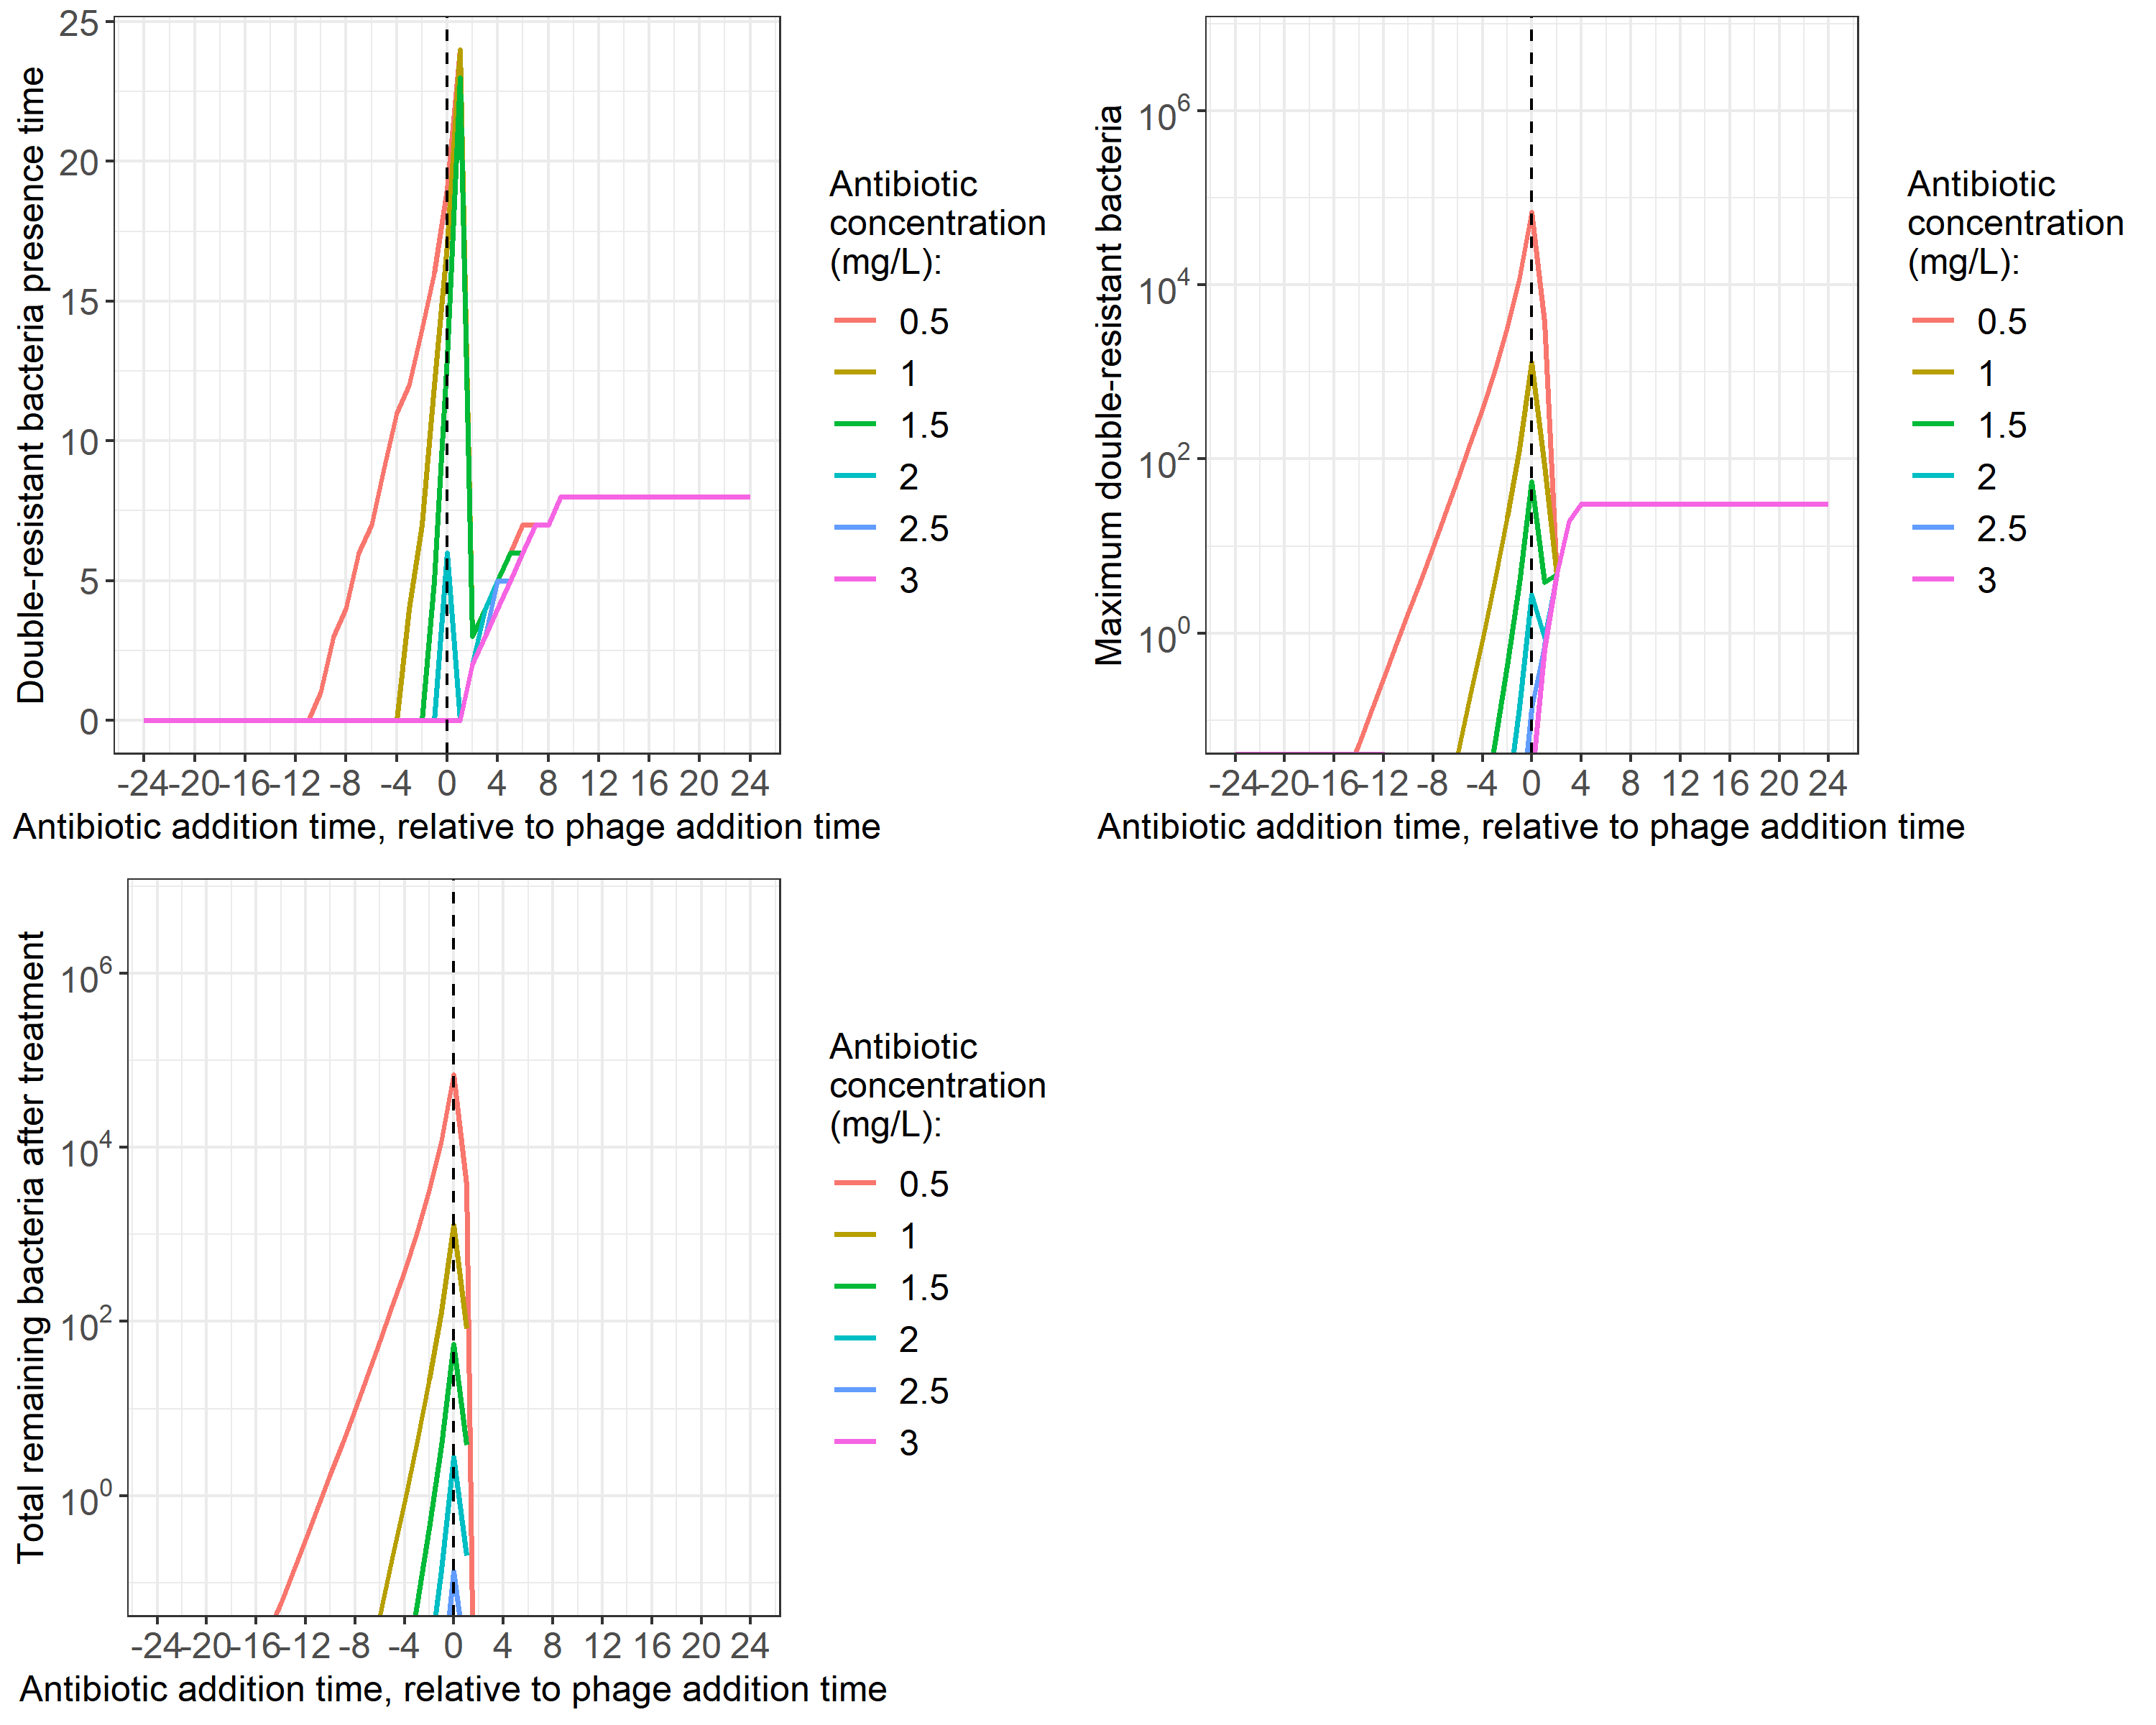 Double-resistant bacteria presence time
25
20
15
10
5
0
-24 -20 -16 -12 -8 -4 0 4 8 12 16 20 24
Antibiotic addition time, relative to phage addition time
Antibiotic
concentration
(mg/L):
0.5
1
1.5
2
2.5
3
Maximum double-resistant bacteria
10^6
10^4
10^2
10^0
-24 -20 -16 -12 -8 -4 0 4 8 12 16 20 24
Antibiotic addition time, relative to phage addition time
Antibiotic
concentration
(mg/L):
0.5
1
1.5
2
2.5
3
Total remaining bacteria after treatment
10^6
10^4
10^2
10^0
-24 -20 -16 -12 -8 -4 0 4 8 12 16 20 24
Antibiotic addition time, relative to phage addition time
Antibiotic
concentration
(mg/L):
0.5
1
1.5
2
2.5
3